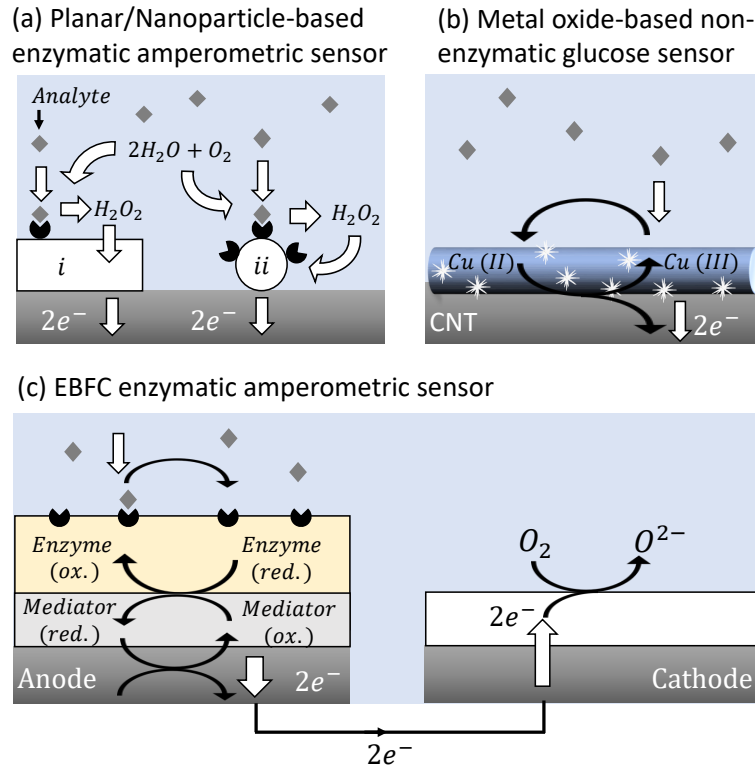 (a) Planar/Nanoparticle-based
enzymatic amperometric sensor
Analyte
2H₂O + O₂
H₂O₂
H₂O₂
i
ii
2e⁻
2e⁻
(b) Metal oxide-based non-
enzymatic glucose sensor
Cu (II)
Cu (III)
CNT
2e⁻
(c) EBFC enzymatic amperometric sensor
Enzyme
(ox.)
Enzyme
(red.)
Mediator
(red.)
Mediator
(ox.)
Anode
2e⁻
O₂
O²⁻
2e⁻
Cathode
2e⁻